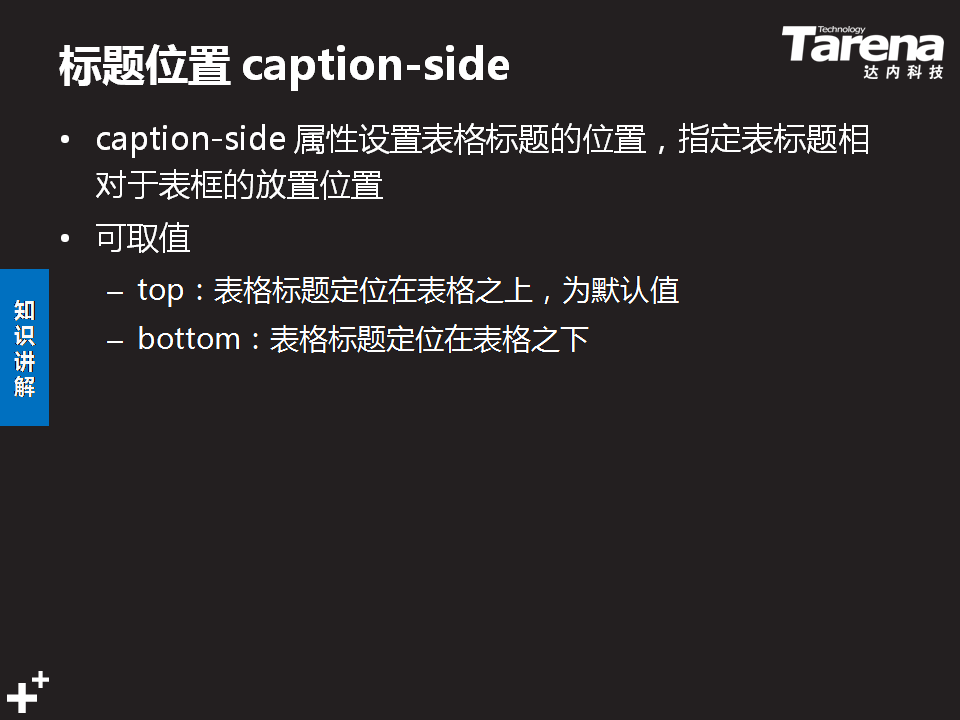 标题位置 caption-side
Technology
Tarena
达内科技
• caption-side 属性设置表格标题的位置，指定表标题相
对于表框的放置位置
• 可取值
– top：表格标题定位在表格之上，为默认值
– bottom：表格标题定位在表格之下
知识讲解